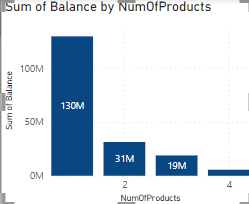 Sum of Balance by NumOfProducts
Sum of Balance
100M
50M
0M
130M
31M
19M
2
4
NumOfProducts